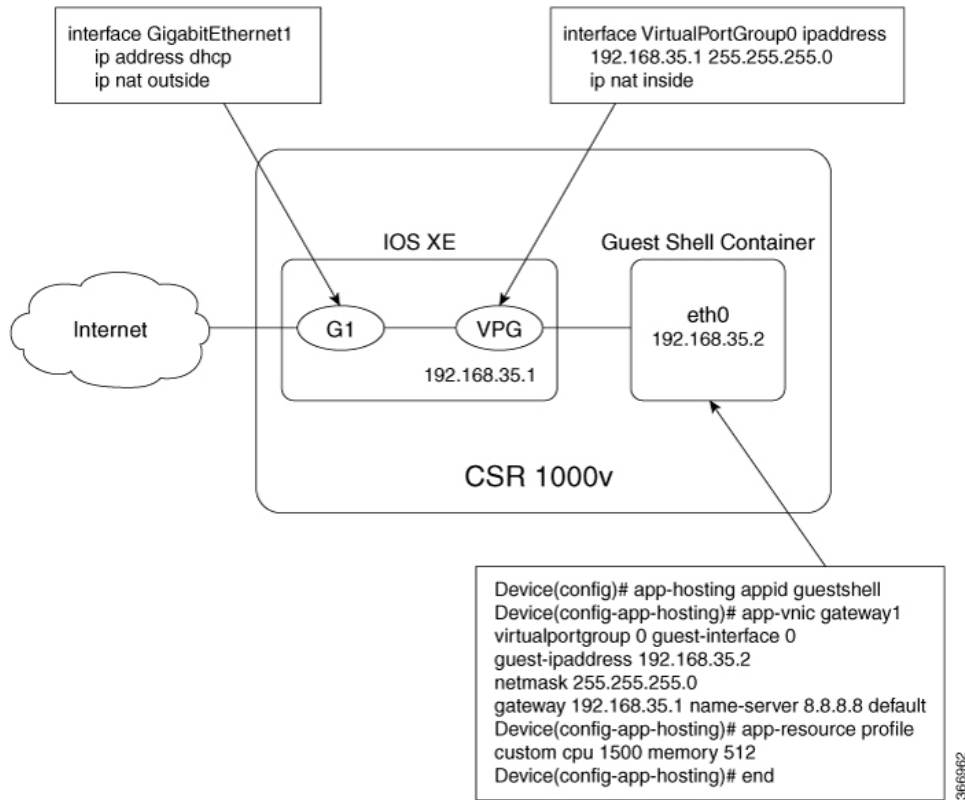 interface GigabitEthernet1
ip address dhcp
ip nat outside
interface VirtualPortGroup0 ipaddress
192.168.35.1 255.255.255.0
ip nat inside
IOS XE
Guest Shell Container
Internet
G1
VPG
eth0
192.168.35.2
192.168.35.1
CSR 1000v
Device(config)# app-hosting appid guestshell
Device(config-app-hosting)# app-vnic gateway1
virtualportgroup 0 guest-interface 0
guest-ipaddress 192.168.35.2
netmask 255.255.255.0
gateway 192.168.35.1 name-server 8.8.8.8 default
Device(config-app-hosting)# app-resource profile
custom cpu 1500 memory 512
Device(config-app-hosting)# end
366962